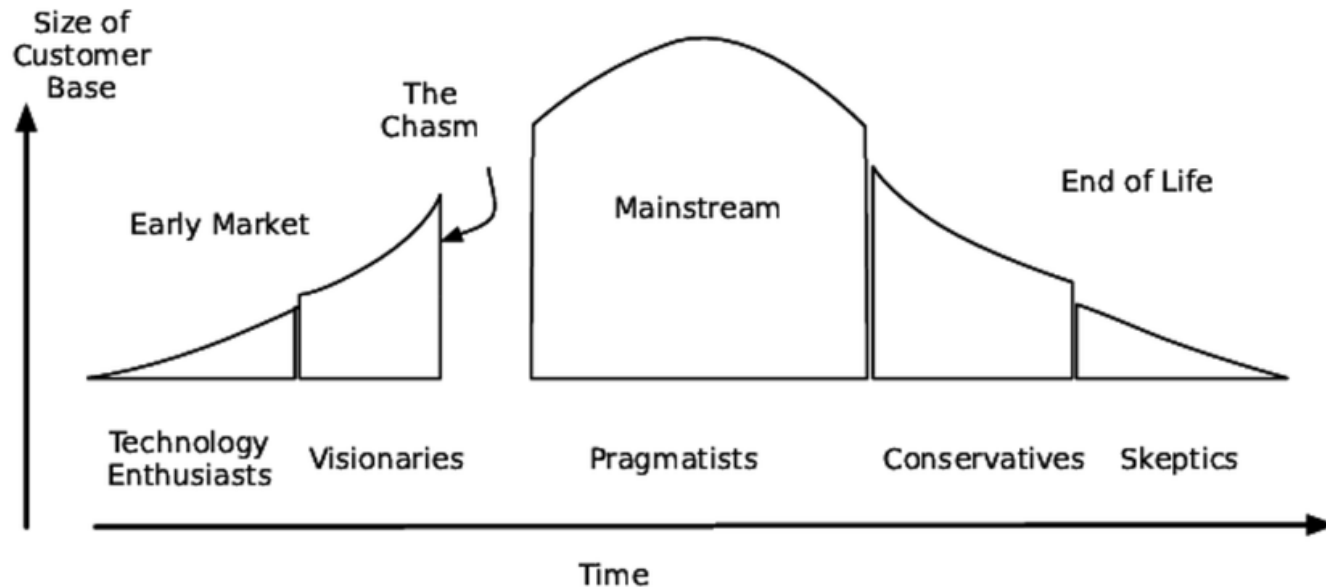 Size of
Customer
Base
The
Chasm
Early Market
Mainstream
End of Life
Technology
Enthusiasts
Visionaries
Pragmatists
Conservatives
Skeptics
Time